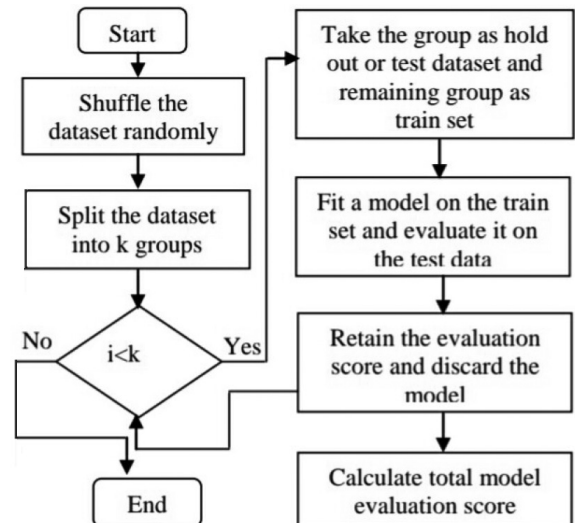 Start
Shuffle the
dataset randomly
Split the dataset
into k groups
No
i<k
Yes
End
Take the group as hold
out or test dataset and
remaining group as
train set
Fit a model on the train
set and evaluate it on
the test data
Retain the evaluation
score and discard the
model
Calculate total model
evaluation score